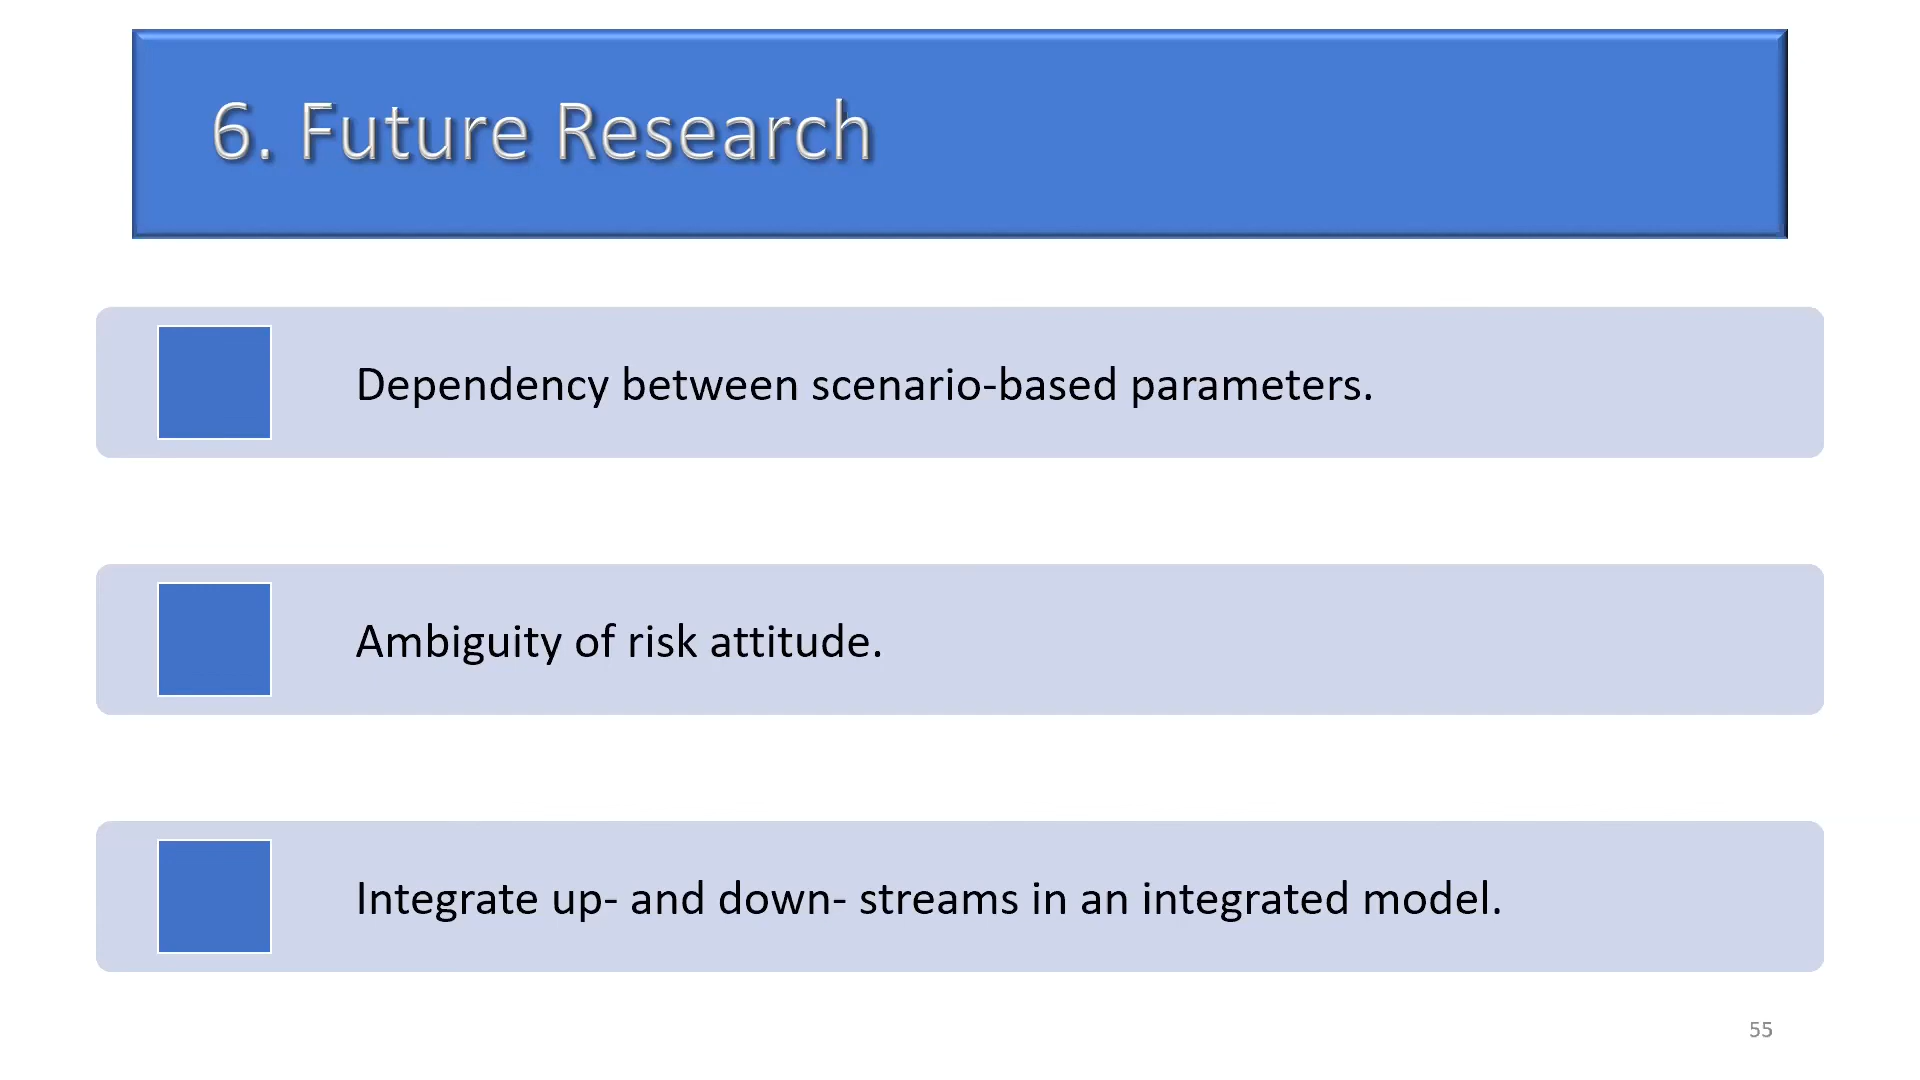 6. Future Research
Dependency between scenario-based parameters.
Ambiguity of risk attitude.
Integrate up- and down- streams in an integrated model.
55